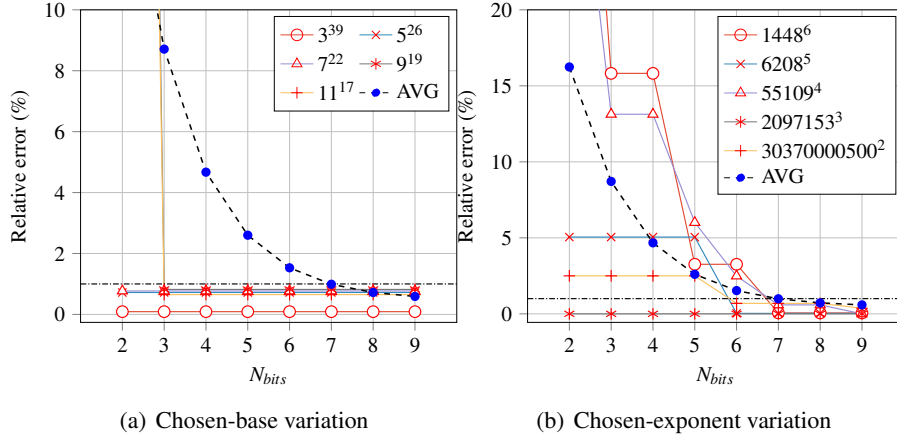 10
8
6
4
2
0
Relative error (%)
3^39 5^26
7^22 9^19
11^17 AVG
2 3 4 5 6 7 8 9
N_bits
(a) Chosen-base variation
20
15
10
5
0
Relative error (%)
1448^6
6208^5
55109^4
2097153^3
30370000500^2
AVG
2 3 4 5 6 7 8 9
N_bits
(b) Chosen-exponent variation